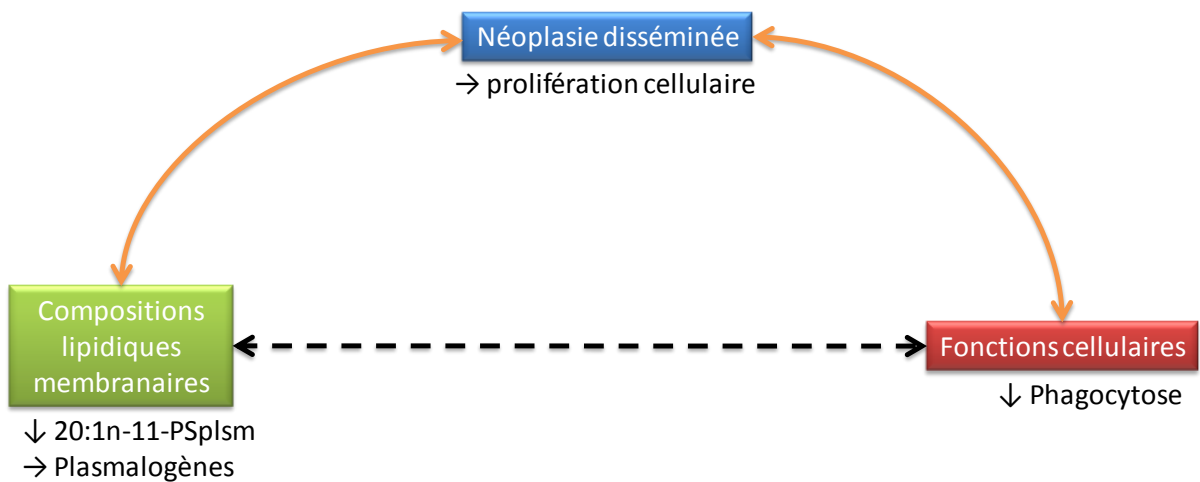 Néoplasie disséminée
→ prolifération cellulaire
Compositions
lipidiques
membranaires
↓ 20:1n-11-PSplsm
→ Plasmalogènes
Fonctions cellulaires
↓ Phagocytose